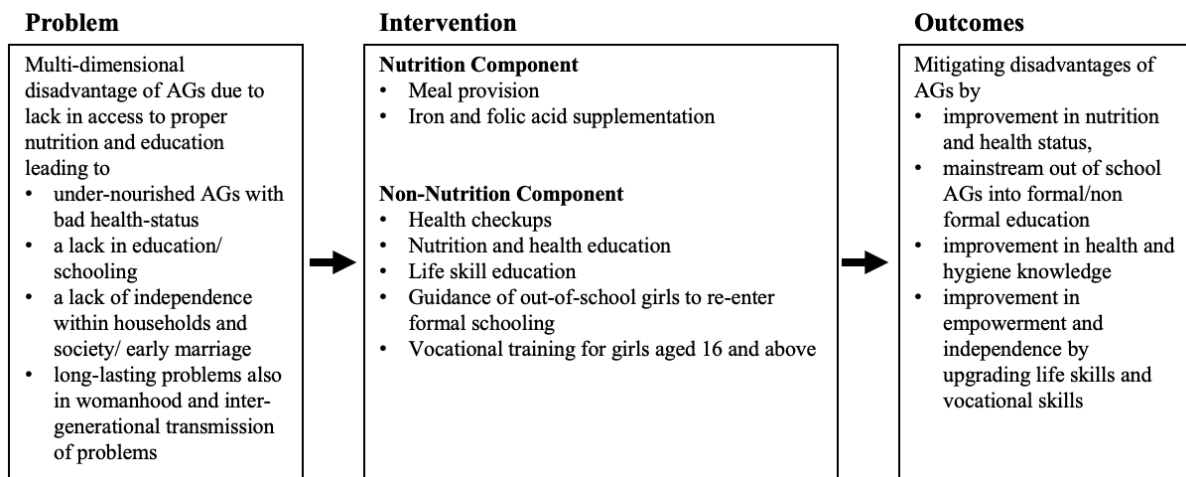 Problem
Multi-dimensional
disadvantage of AGs due to
lack in access to proper
nutrition and education
leading to
• under-nourished AGs with
bad health-status
• a lack in education/
schooling
• a lack of independence
within households and
society/ early marriage
• long-lasting problems also
in womanhood and inter-
generational transmission
of problems
Intervention
Nutrition Component
• Meal provision
• Iron and folic acid supplementation
Non-Nutrition Component
• Health checkups
• Nutrition and health education
• Life skill education
• Guidance of out-of-school girls to re-enter
formal schooling
• Vocational training for girls aged 16 and above
Outcomes
Mitigating disadvantages of
AGs by
• improvement in nutrition
and health status,
• mainstream out of school
AGs into formal/non
formal education
• improvement in health and
hygiene knowledge
• improvement in
empowerment and
independence by
upgrading life skills and
vocational skills